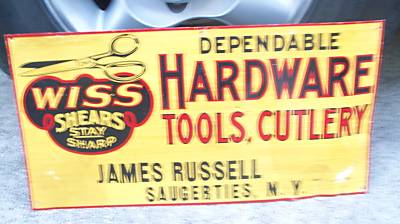 WISS
SHEARS
STAY
SHARP
DEPENDABLE
HARDWARE
TOOLS, CUTLERY
JAMES RUSSELL
SAUGERTIES, N. Y.